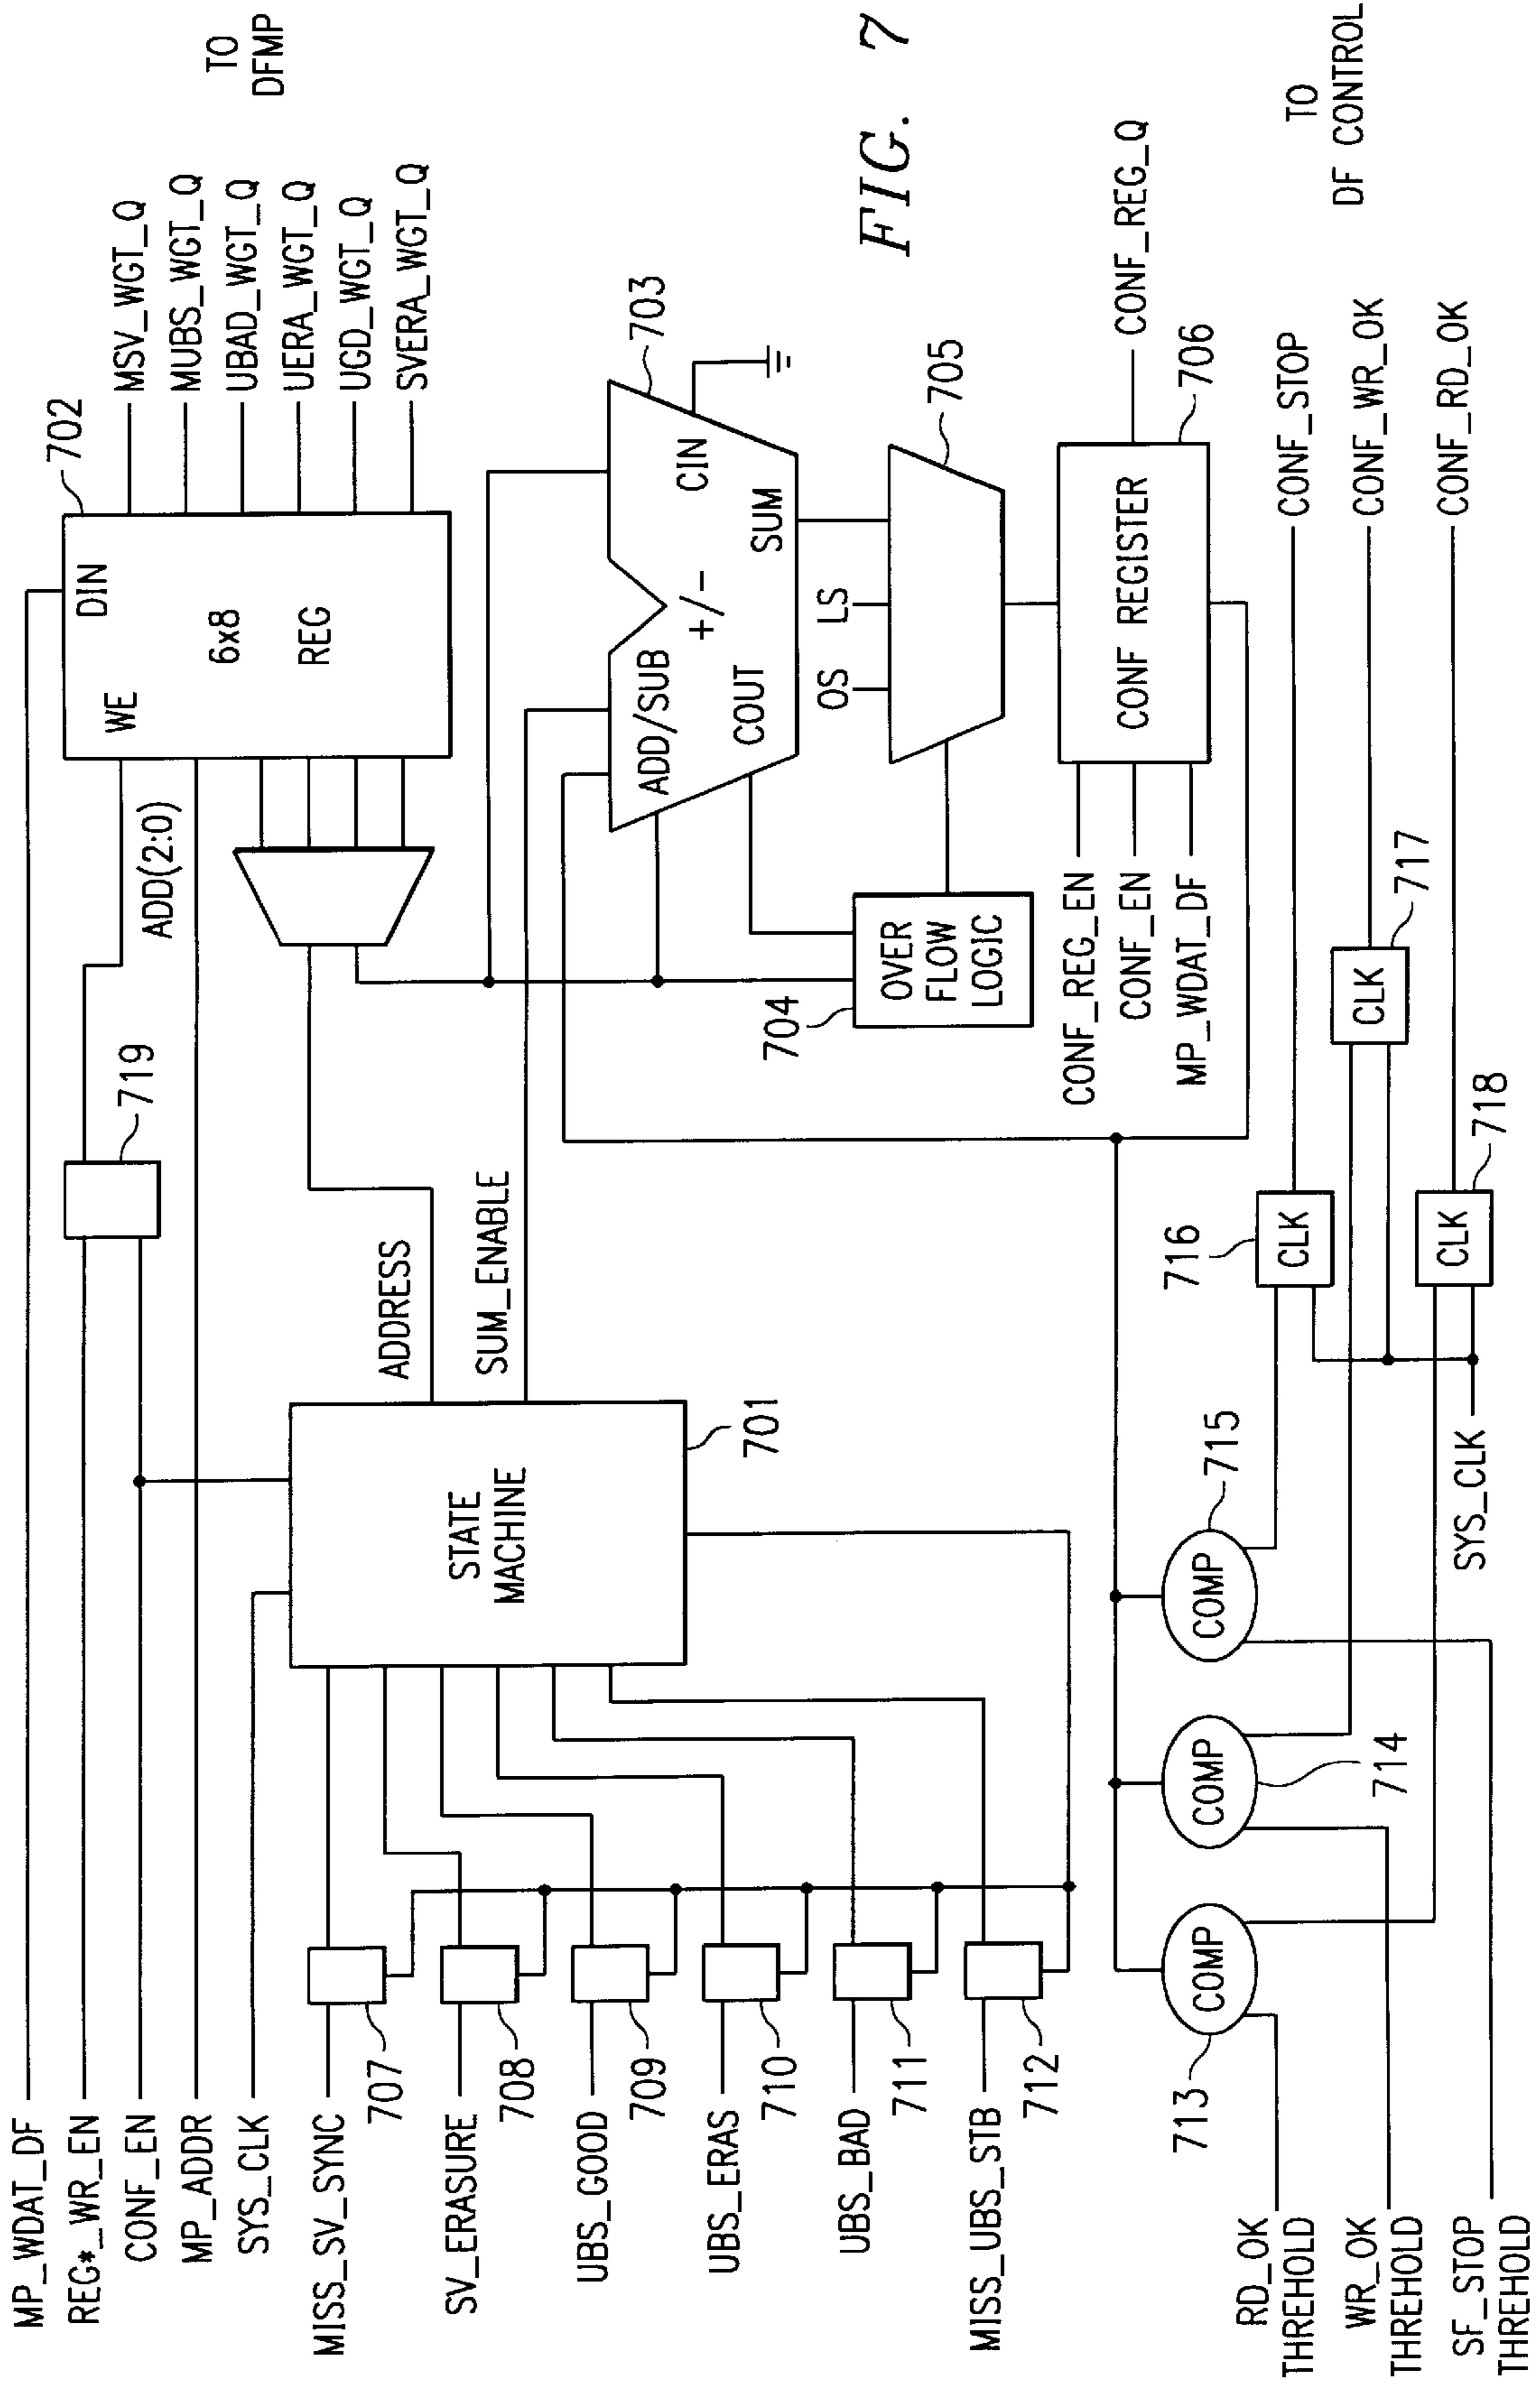 MP_WDAT_DF
REG*_WR_EN
CONF_EN
MP_ADDR
SYS_CLK
MISS_SV_SYNC
SV_ERASURE
UBS_GOOD
UBS_ERAS
UBS_BAD
MISS_UBS_STB
707
708
709
710
711
712
STATE
MACHINE
701
ADDRESS
SUM_ENABLE
719
ADD(2:0)
WE
DIN
6x8
REG
702
MSV_WGT_Q
MUBS_WGT_Q
UBAD_WGT_Q
UERA_WGT_Q
UGD_WGT_Q
SVERA_WGT_Q
TO
DFMP
ADD/SUB
+/-
CIN
COUT
SUM
703
OVER
FLOW
LOGIC
704
OS
LS
705
CONF_REG_EN
CONF_EN
MP_WDAT_DF
CONF REGISTER
706
CONF_REG_Q
FIG. 7
RD_OK
THREHOLD
WR_OK
THREHOLD
SF_STOP
THREHOLD
COMP
713
COMP
714
COMP
715
SYS_CLK
CLK
716
CLK
717
CLK
718
CONF_STOP
CONF_WR_OK
CONF_RD_OK
TO
DF CONTROL